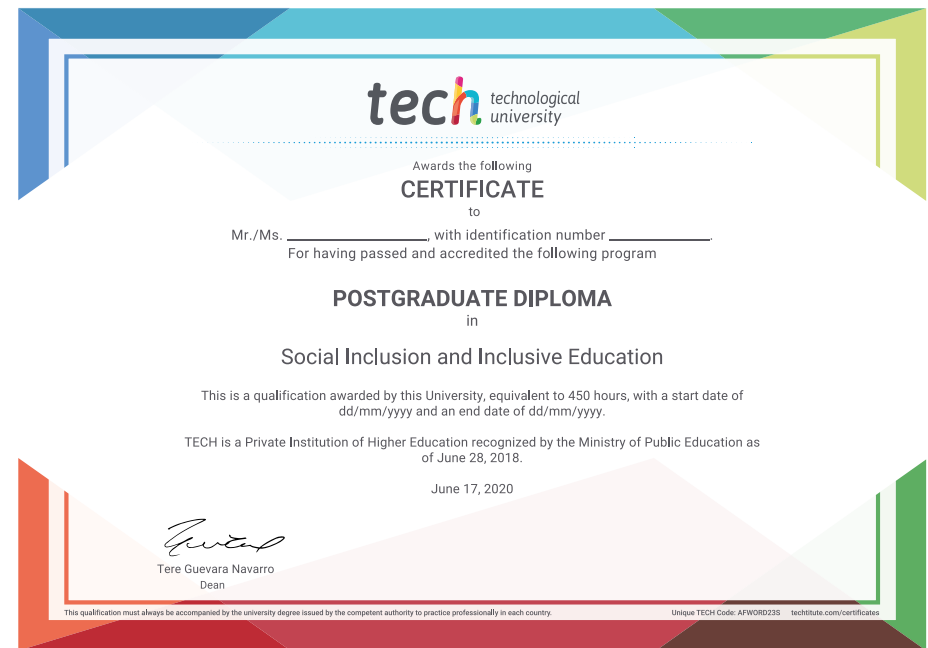 tech technological
university
Awards the following
CERTIFICATE
to
Mr./Ms. ____________________, with identification number ______________.
For having passed and accredited the following program
POSTGRADUATE DIPLOMA
in
Social Inclusion and Inclusive Education
This is a qualification awarded by this University, equivalent to 450 hours, with a start date of
dd/mm/yyyy and an end date of dd/mm/yyyy.
TECH is a Private Institution of Higher Education recognized by the Ministry of Public Education as
of June 28, 2018.
June 17, 2020
Tere Guevara Navarro
Dean
This qualification must always be accompanied by the university degree issued by the competent authority to practice professionally in each country. Unique TECH Code: AFWORD23S techtitute.com/certificates